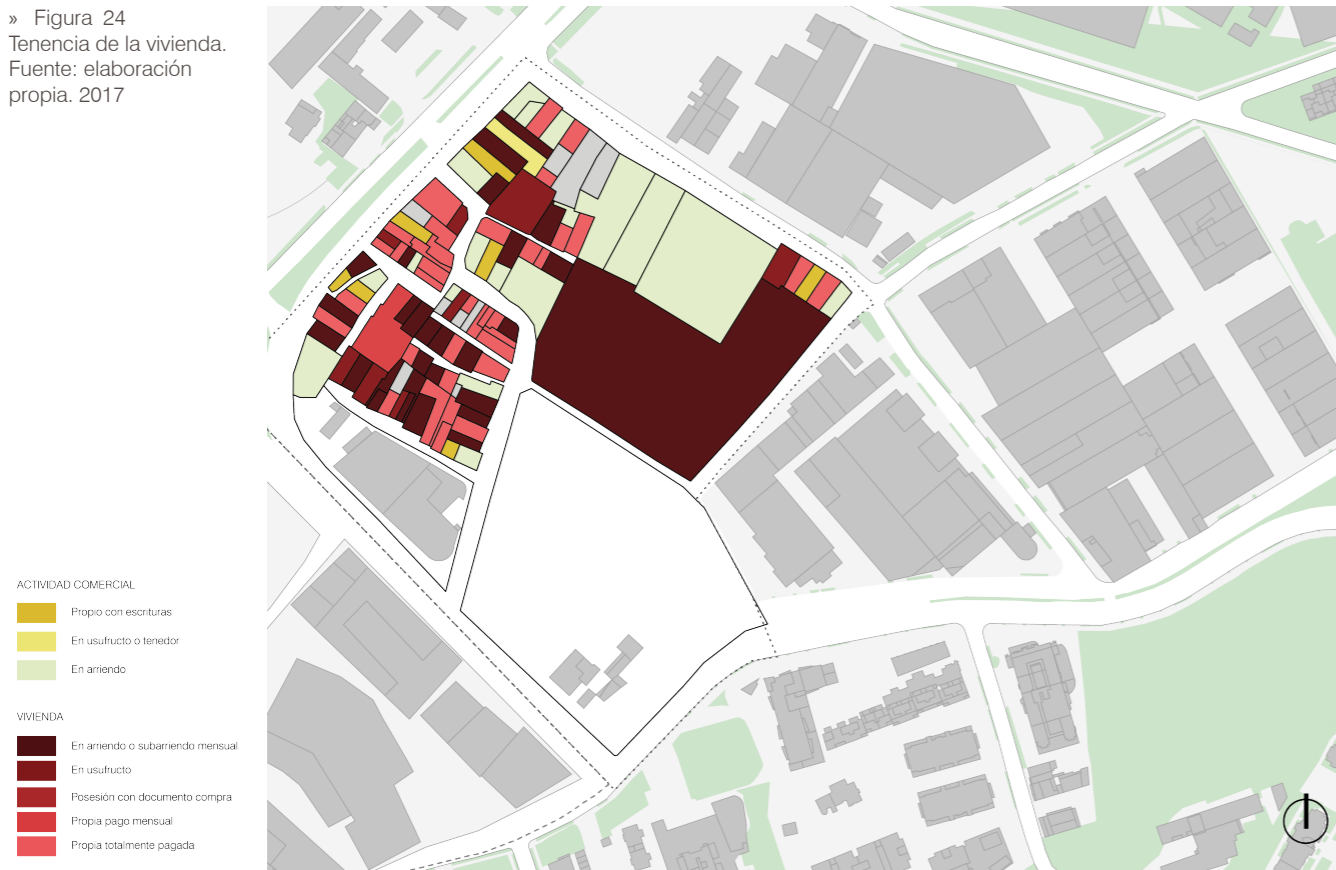 » Figura 24
Tenencia de la vivienda.
Fuente: elaboración
propia. 2017
ACTIVIDAD COMERCIAL
Propio con escrituras
En usufructo o tenedor
En arriendo
VIVIENDA
En arriendo o subarriendo mensual
En usufructo
Posesión con documento compra
Propia pago mensual
Propia totalmente pagada